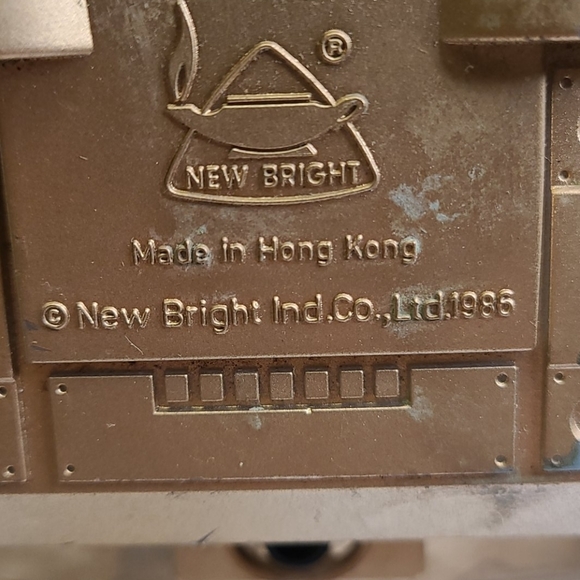 ®
NEW BRIGHT
Made in Hong Kong
© New Bright Ind.Co.,Ltd.1986